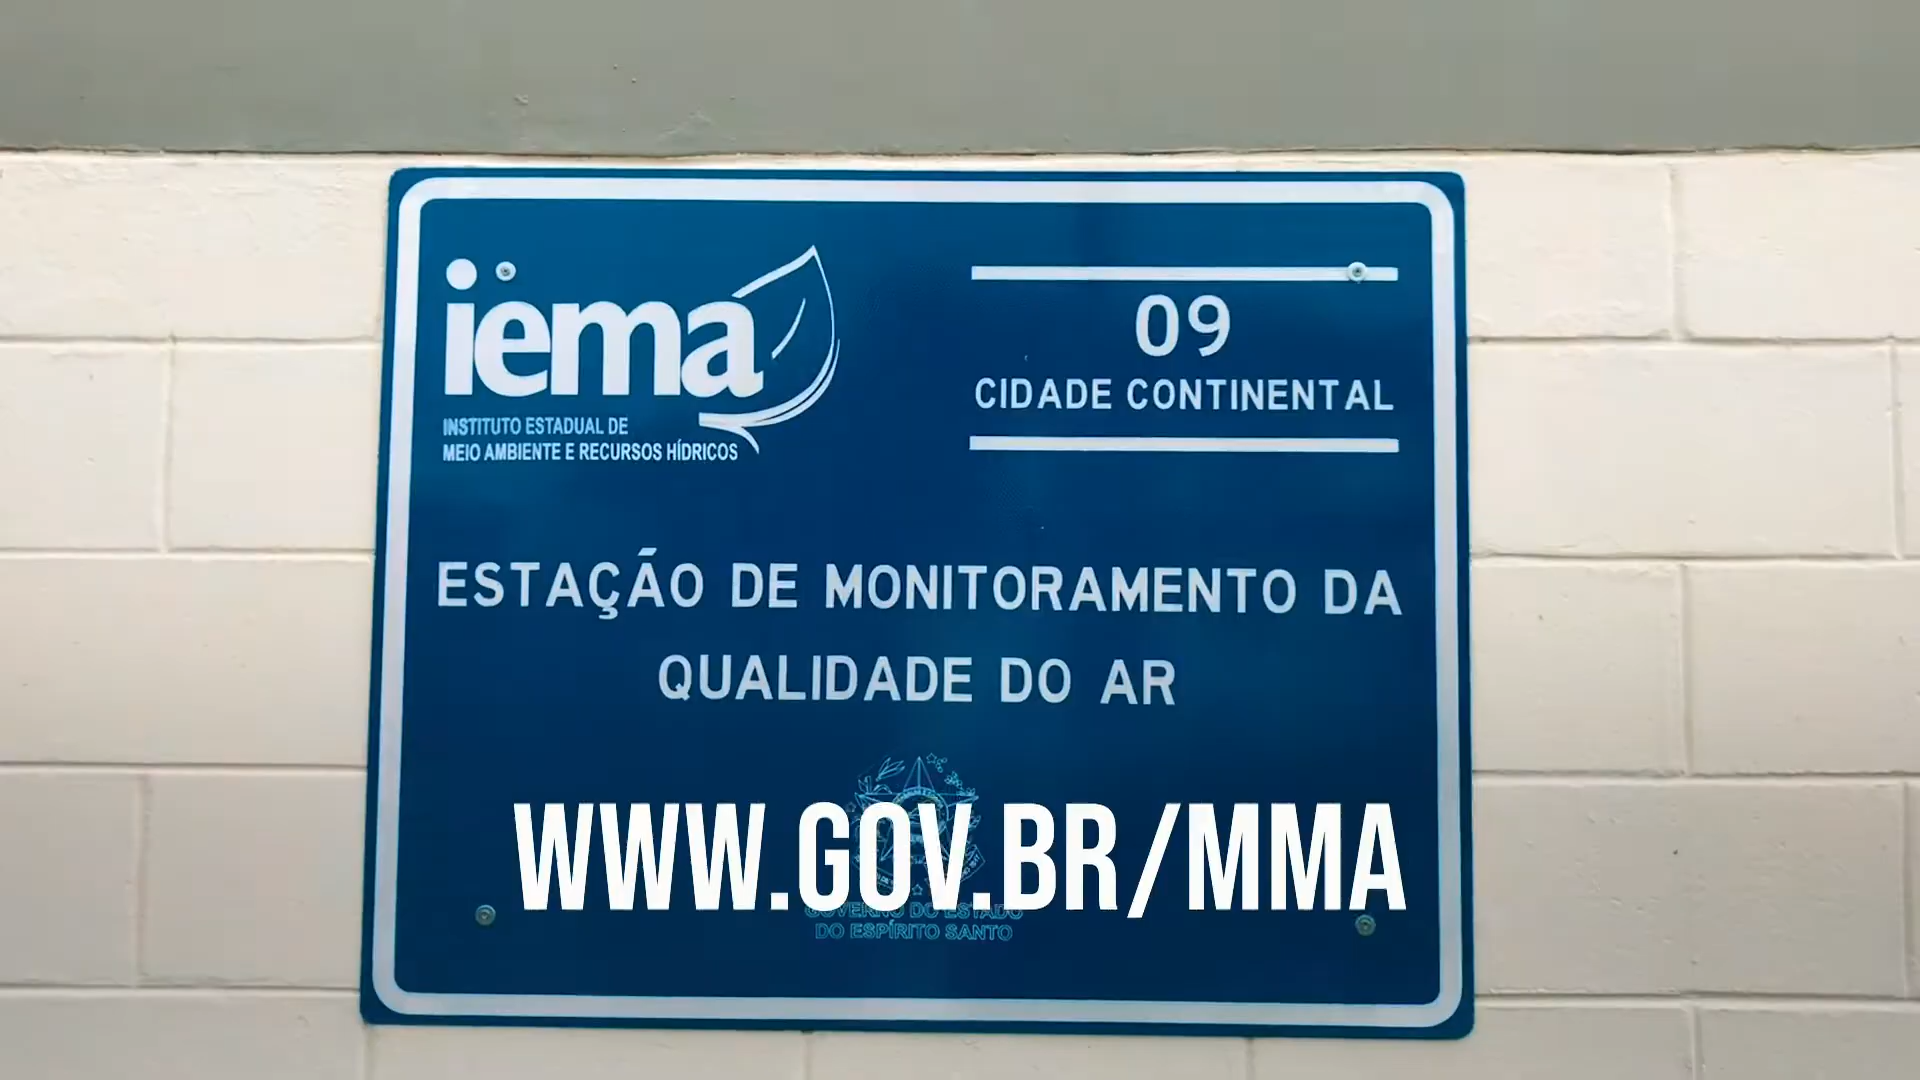 iema
INSTITUTO ESTADUAL DE
MEIO AMBIENTE E RECURSOS HÍDRICOS
09
CIDADE CONTINENTAL
ESTAÇÃO DE MONITORAMENTO DA
QUALIDADE DO AR
WWW.GOV.BR/MMA
GOVERNO DO ESTADO
DO ESPÍRITO SANTO